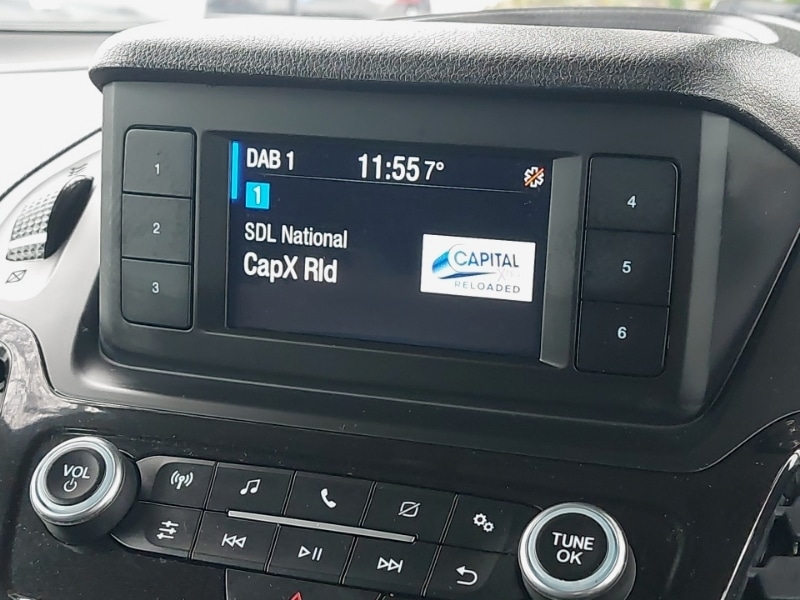 DAB 1 11:55 7°
1
SDL National
CapX Rld
CAPITAL
XTRA
RELOADED
1
2
3
4
5
6
VOL
TUNE
OK